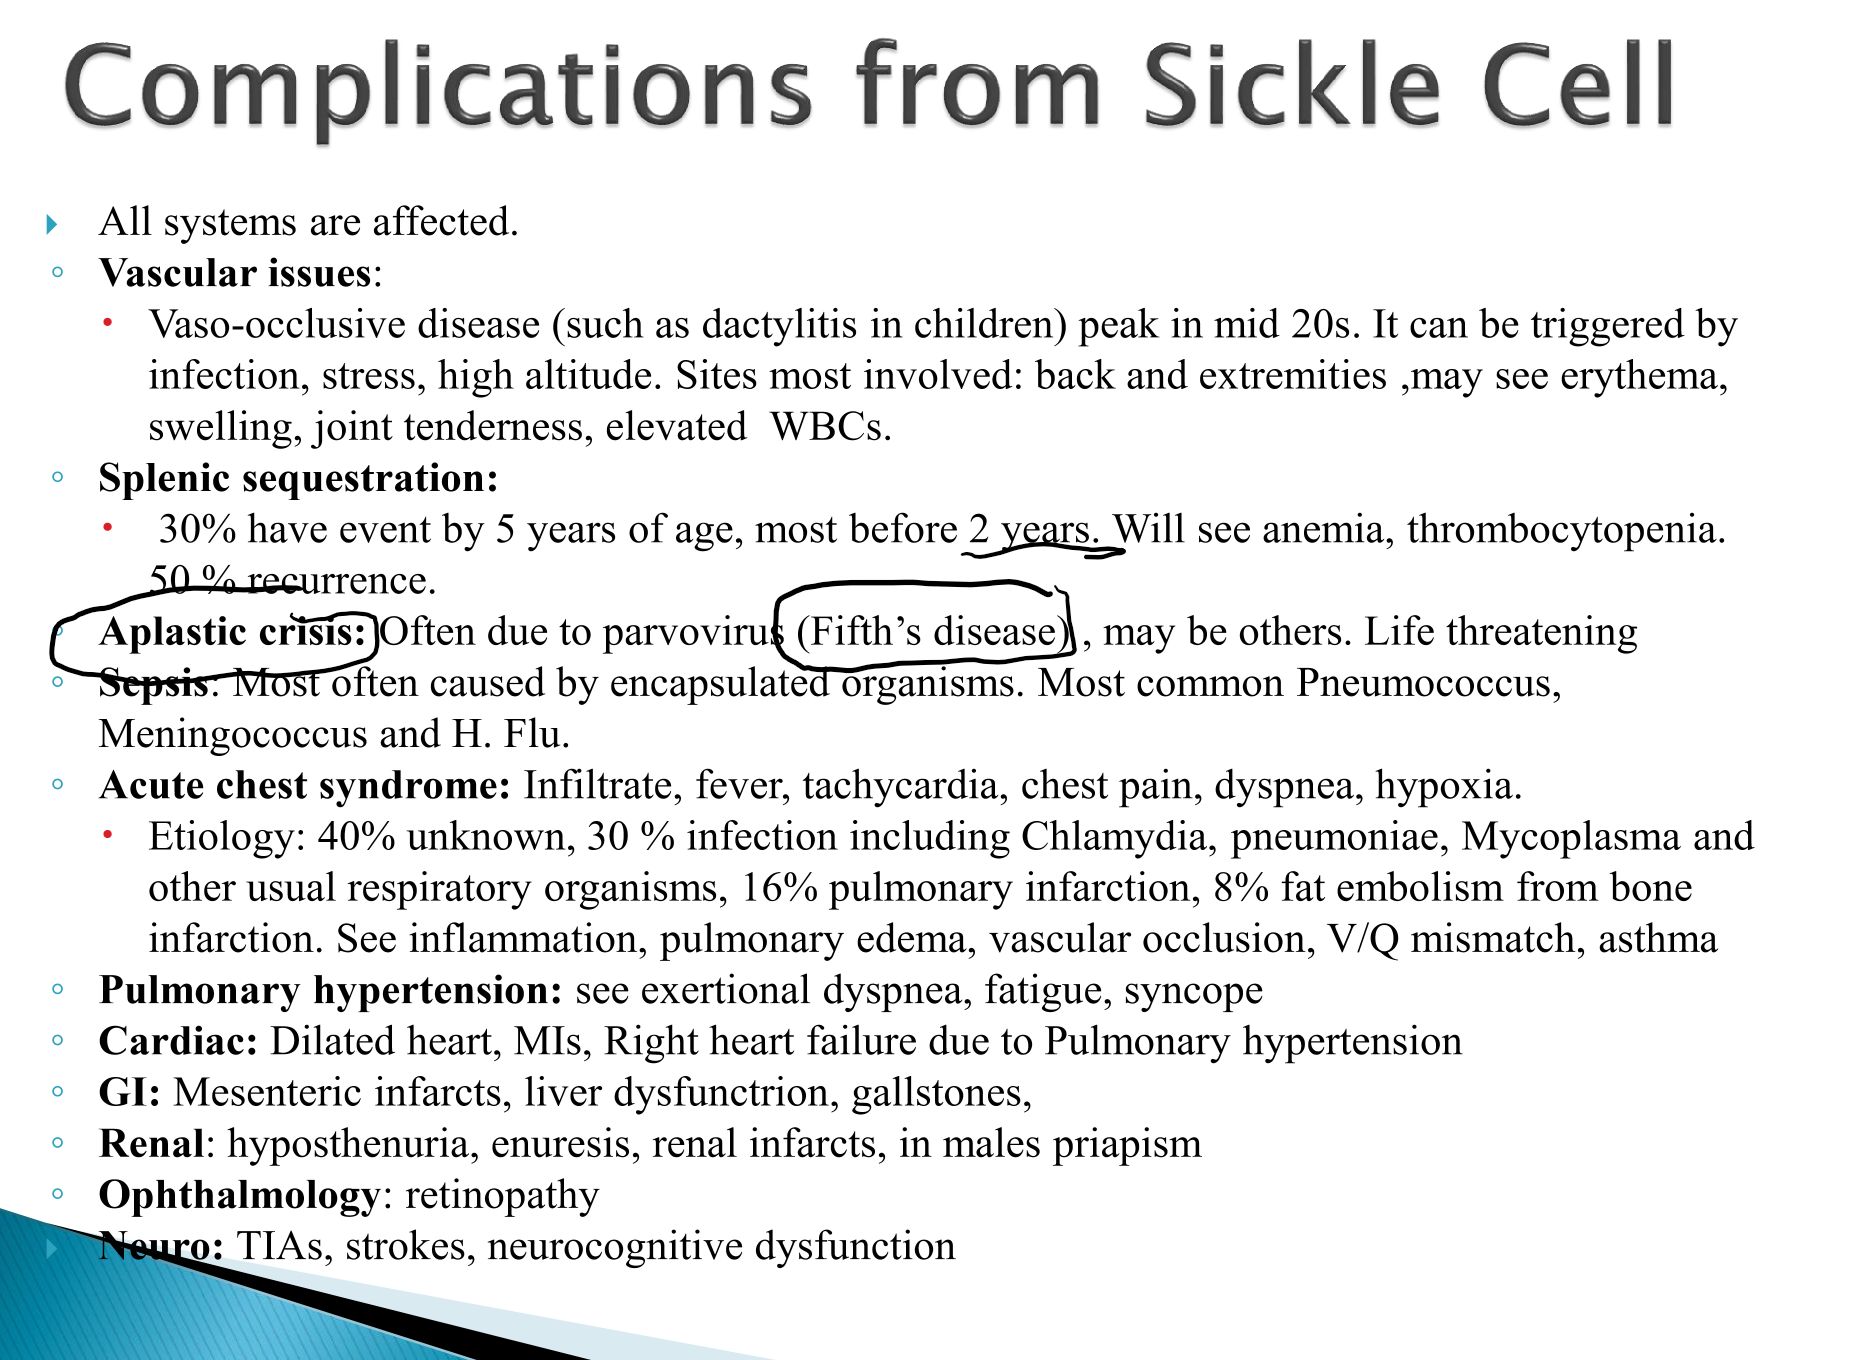 Complications from Sickle Cell
All systems are affected.
Vascular issues:
Vaso-occlusive disease (such as dactylitis in children) peak in mid 20s. It can be triggered by
infection, stress, high altitude. Sites most involved: back and extremities ,may see erythema,
swelling, joint tenderness, elevated  WBCs.
Splenic sequestration:
30% have event by 5 years of age, most before 2 years. Will see anemia, thrombocytopenia.
50 % recurrence.
Aplastic crisis: Often due to parvovirus (Fifth’s disease) , may be others. Life threatening
Sepsis: Most often caused by encapsulated organisms. Most common Pneumococcus,
Meningococcus and H. Flu.
Acute chest syndrome: Infiltrate, fever, tachycardia, chest pain, dyspnea, hypoxia.
Etiology: 40% unknown, 30 % infection including Chlamydia, pneumoniae, Mycoplasma and
other usual respiratory organisms, 16% pulmonary infarction, 8% fat embolism from bone
infarction. See inflammation, pulmonary edema, vascular occlusion, V/Q mismatch, asthma
Pulmonary hypertension: see exertional dyspnea, fatigue, syncope
Cardiac: Dilated heart, MIs, Right heart failure due to Pulmonary hypertension
GI: Mesenteric infarcts, liver dysfunctrion, gallstones,
Renal: hyposthenuria, enuresis, renal infarcts, in males priapism
Ophthalmology: retinopathy
Neuro: TIAs, strokes, neurocognitive dysfunction